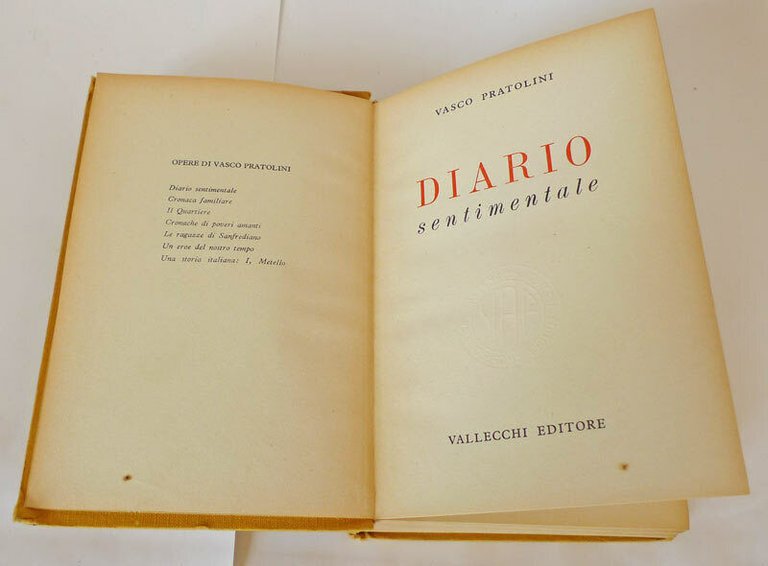 OPERE DI VASCO PRATOLINI
Diario sentimentale
Cronaca familiare
Il Quartiere
Cronache di poveri amanti
Le ragazze di Sanfrediano
Un eroe del nostro tempo
Una storia italiana: I, Metello
VASCO PRATOLINI
DIARIO
sentimentale
VALLECCHI EDITORE